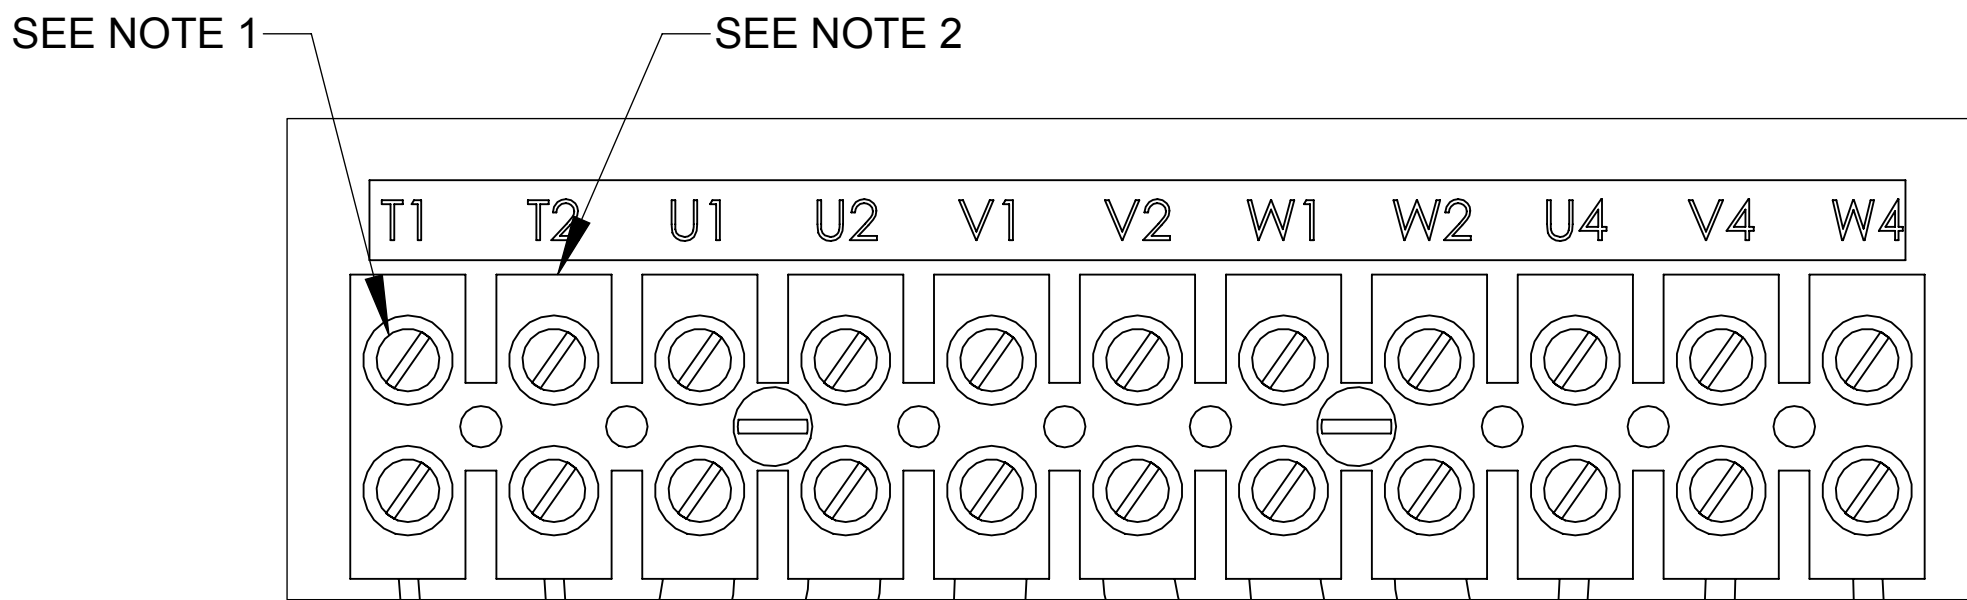 SEE NOTE 1 SEE NOTE 2
T1 T2 U1 U2 V1 V2 W1 W2 U4 V4 W4